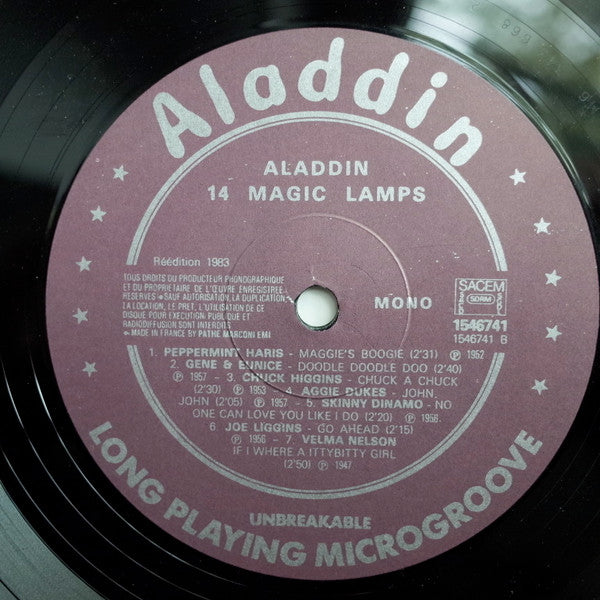 Aladdin
ALADDIN
14 MAGIC LAMPS
Réédition 1983
TOUS DROITS DU PRODUCTEUR PHONOGRAPHIQUE
ET DU PROPRIETAIRE DE L'ŒUVRE ENREGISTREE
RESERVES • SAUF AUTORISATION, LA DUPLICATION,
LA LOCATION, LE PRET, L'UTILISATION DE CE
DISQUE POUR EXECUTION PUBLIQUE ET
RADIODIFFUSION SONT INTERDITS
MADE IN FRANCE BY PATHE MARCONI EMI
MONO
SACEM
SDRM
1546741
1546741 B
1. PEPPERMINT HARIS - MAGGIE'S BOOGIE (2'31) ℗ 1952
2. GENE & EUNICE - DOODLE DOODLE DOO (2'40)
℗ 1957 - 3. CHUCK HIGGINS - CHUCK A CHUCK
(2'30) ℗ 1953 4. AGGIE DUKES - JOHN,
JOHN (2'05) ℗ 1957 - 5. SKINNY DINAMO - NO
ONE CAN LOVE YOU LIKE I DO (2'20) ℗ 1956
6. JOE LIGGINS - GO AHEAD (2'15)
℗ 1956 - 7. VELMA NELSON
IF I WHERE A ITTYBITTY GIRL
(2'50) ℗ 1947
UNBREAKABLE
LONG PLAYING MICROGROOVE